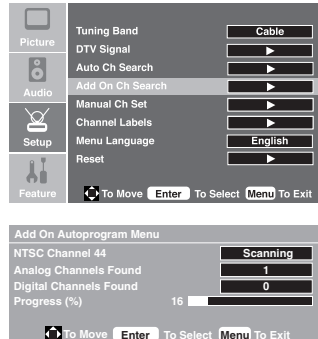 Picture
Audio
Setup
Feature
Tuning Band Cable
DTV Signal
Auto Ch Search
Add On Ch Search
Manual Ch Set
Channel Labels
Menu Language English
Reset
To Move Enter To Select Menu To Exit
Add On Autoprogram Menu
NTSC Channel 44 Scanning
Analog Channels Found 1
Digital Channels Found 0
Progress (%) 16
To Move Enter To Select Menu To Exit